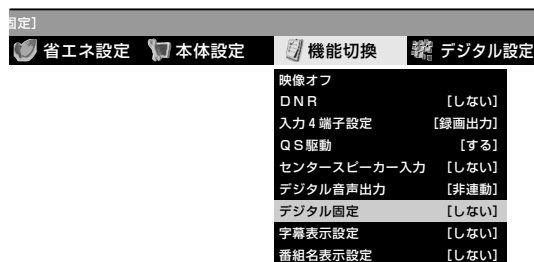 固定]
省エネ設定 本体設定 機能切換 デジタル設定
映像オフ
ＤＮＲ [しない]
入力４端子設定 [録画出力]
ＱＳ駆動 [する]
センタースピーカー入力 [しない]
デジタル音声出力 [非連動]
デジタル固定 [しない]
字幕表示設定 [しない]
番組名表示設定 [しない]